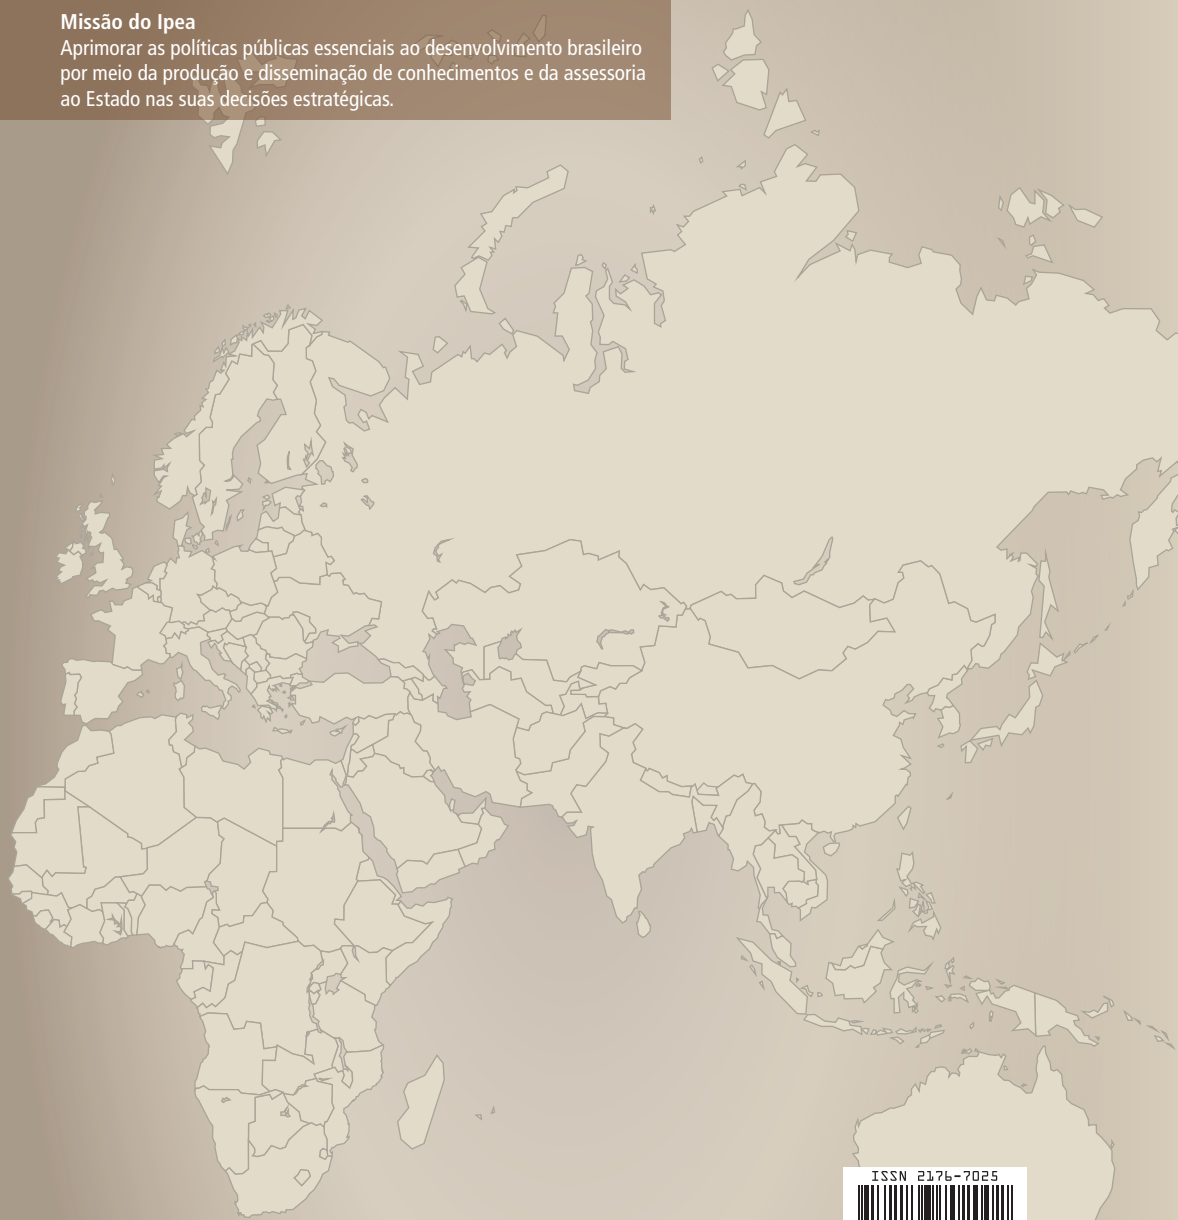 Missão do Ipea
Aprimorar as políticas públicas essenciais ao desenvolvimento brasileiro
por meio da produção e disseminação de conhecimentos e da assessoria
ao Estado nas suas decisões estratégicas.
ISSN 2176-7025